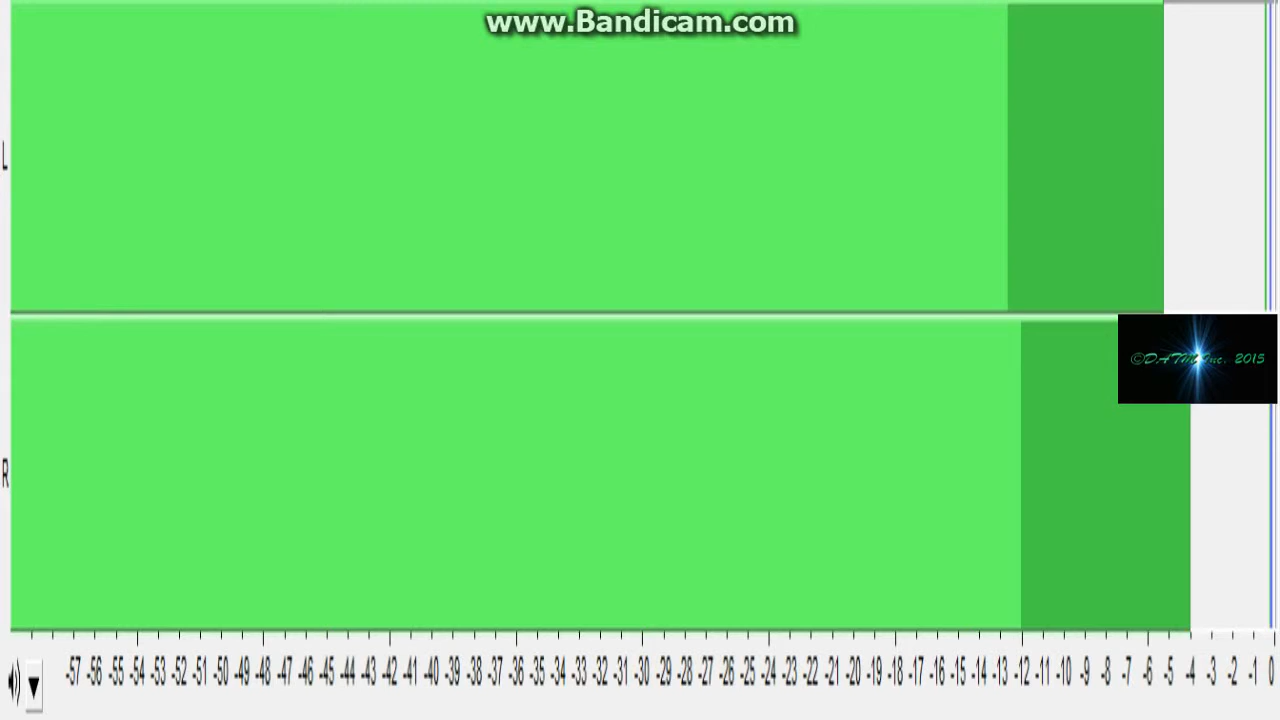 www.Bandicam.com
L
©D.ATM Inc. 2015
R
-57 -56 -55 -54 -53 -52 -51 -50 -49 -48 -47 -46 -45 -44 -43 -42 -41 -40 -39 -38 -37 -36 -35 -34 -33 -32 -31 -30 -29 -28 -27 -26 -25 -24 -23 -22 -21 -20 -19 -18 -17 -16 -15 -14 -13 -12 -11 -10 -9 -8 -7 -6 -5 -4 -3 -2 -1 0